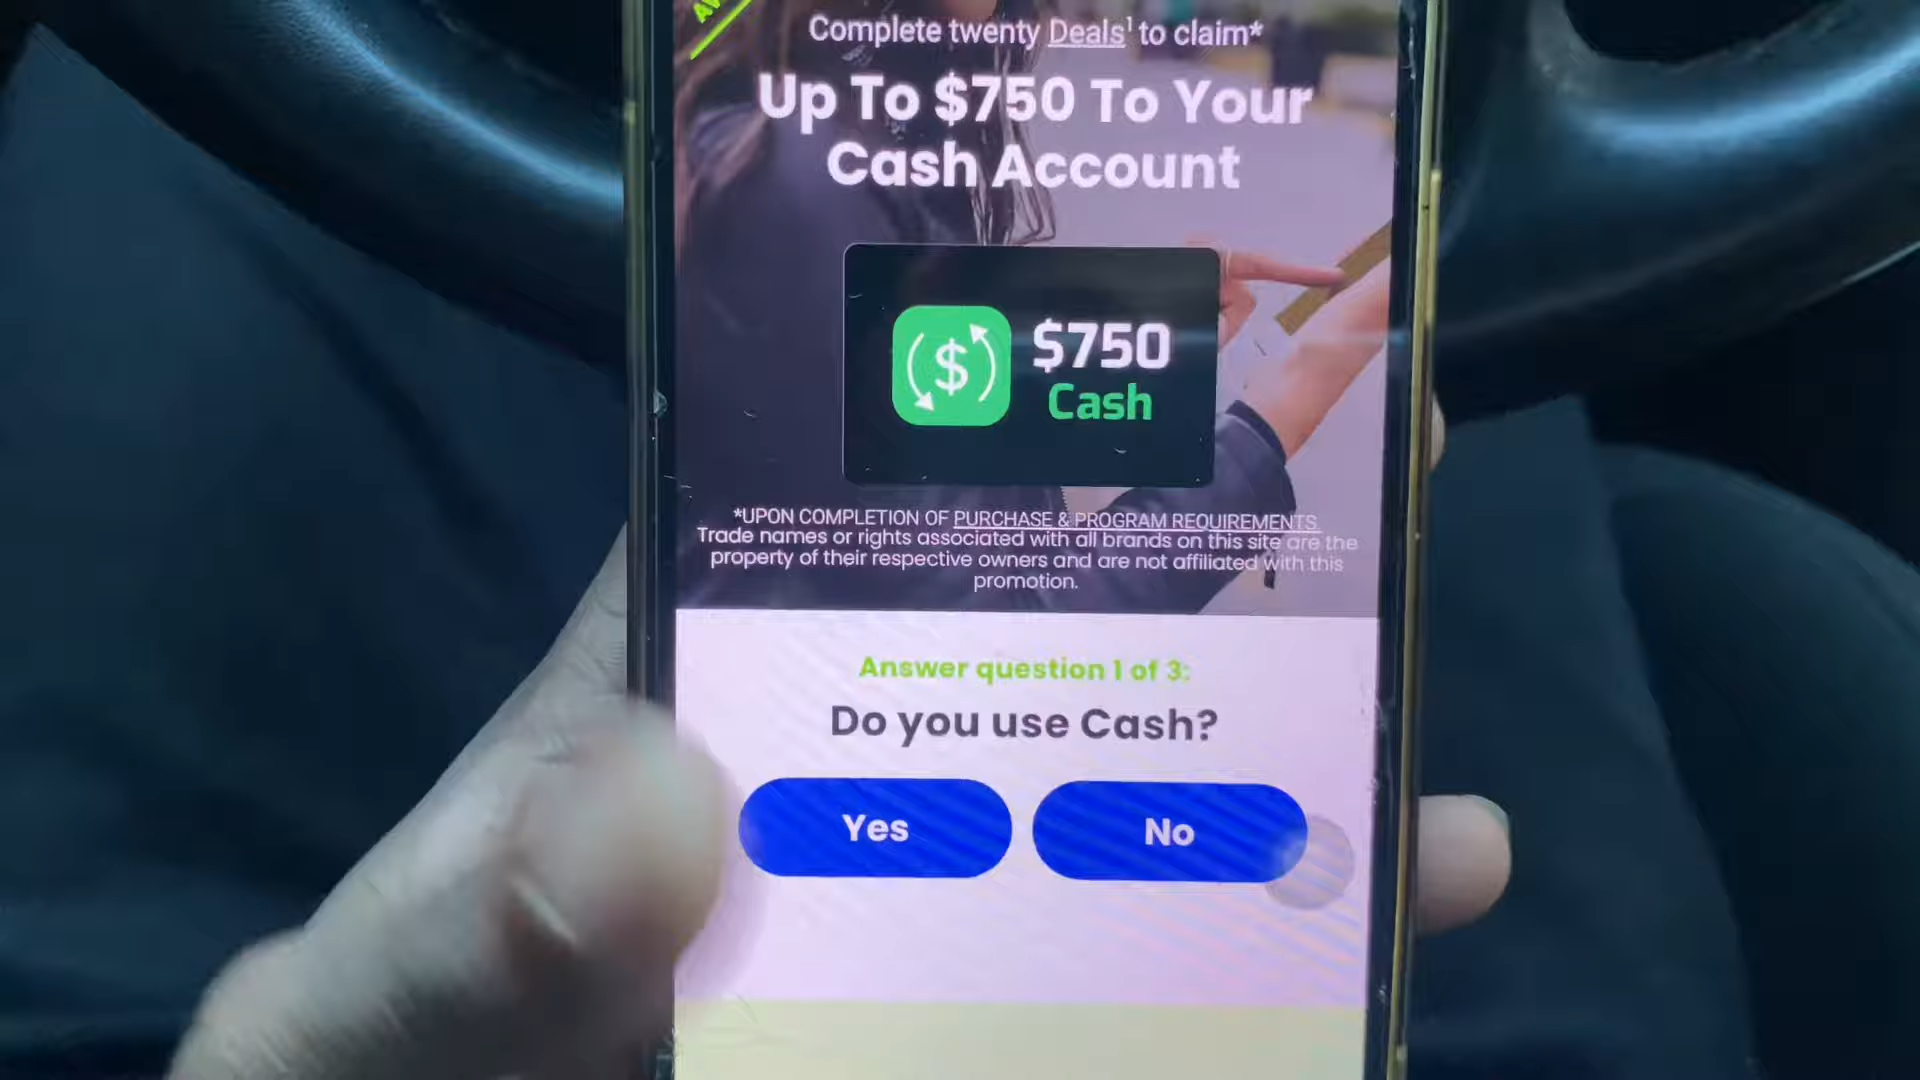 Complete twenty Deals¹ to claim*
Up To $750 To Your
Cash Account
$
$750
Cash
*UPON COMPLETION OF PURCHASE & PROGRAM REQUIREMENTS.
Trade names or rights associated with all brands on this site are the
property of their respective owners and are not affiliated with this
promotion.
Answer question 1 of 3:
Do you use Cash?
Yes
No